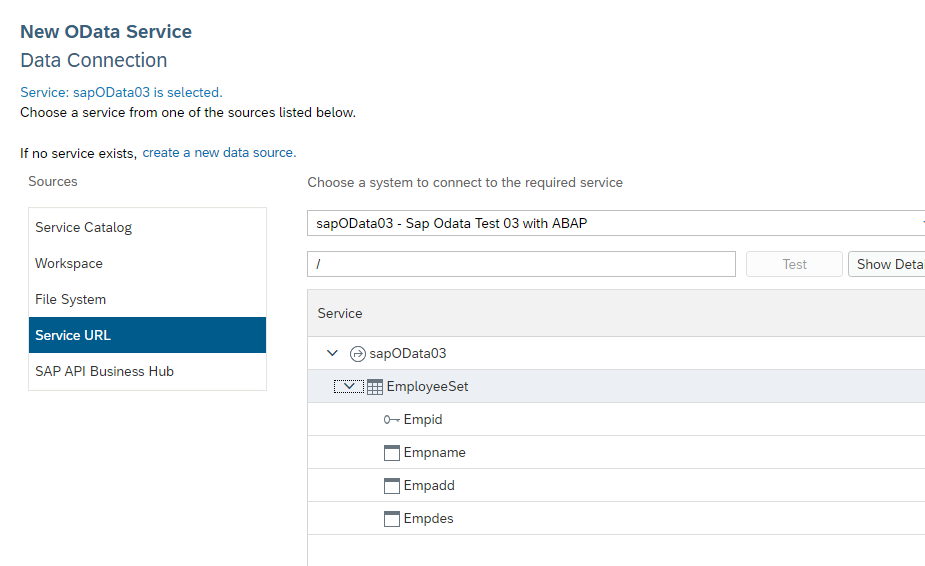 New OData Service
Data Connection
Service: sapOData03 is selected.
Choose a service from one of the sources listed below.
If no service exists, create a new data source.
Sources
Choose a system to connect to the required service
Service Catalog
Workspace
File System
Service URL
SAP API Business Hub
sapOData03 - Sap Odata Test 03 with ABAP
/
Test
Show Detai
Service
sapOData03
EmployeeSet
Empid
Empname
Empadd
Empdes